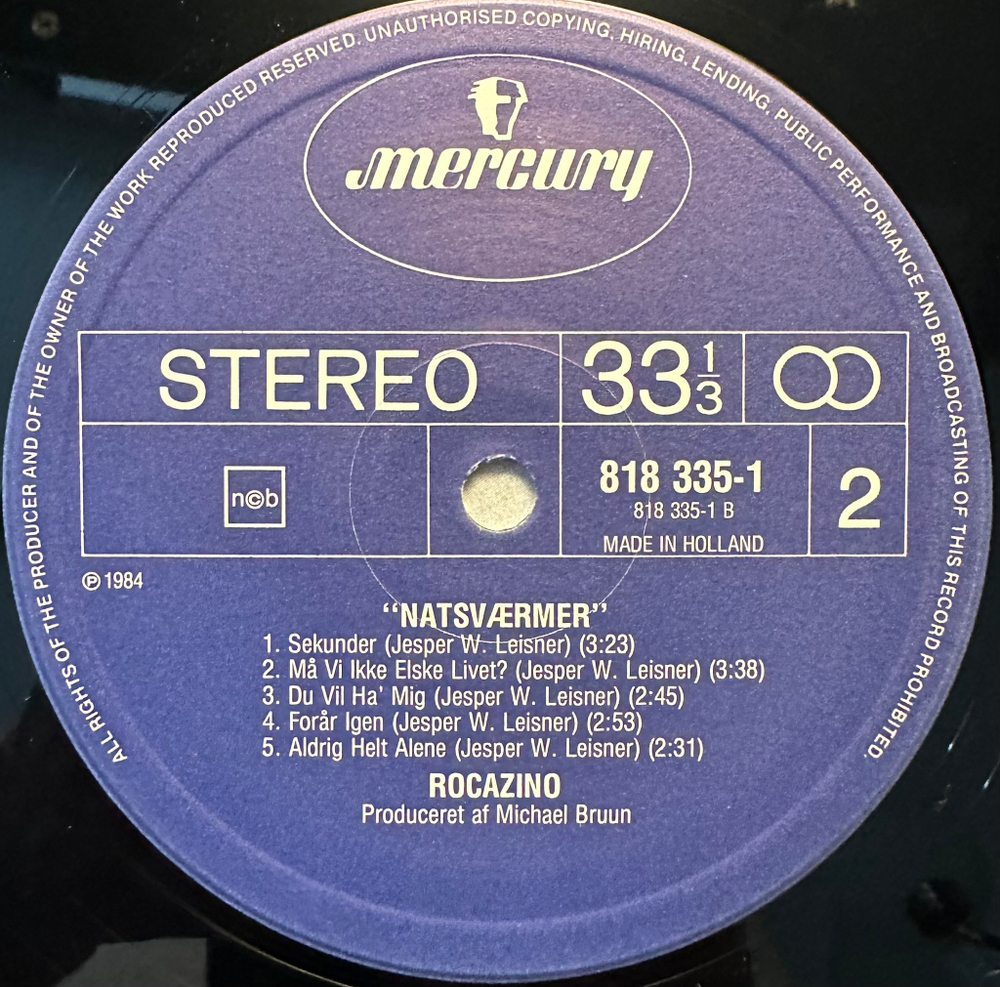 ALL RIGHTS OF THE PRODUCER AND OF THE OWNER OF THE WORK REPRODUCED RESERVED. UNAUTHORISED COPYING, HIRING, LENDING, PUBLIC PERFORMANCE AND BROADCASTING OF THIS RECORD PROHIBITED.
mercury
STEREO 33 1/3
n©b 818 335-1 2
818 335-1 B
MADE IN HOLLAND
℗ 1984
“NATSVÆRMER”
1. Sekunder (Jesper W. Leisner) (3:23)
2. Må Vi Ikke Elske Livet? (Jesper W. Leisner) (3:38)
3. Du Vil Ha' Mig (Jesper W. Leisner) (2:45)
4. Forår Igen (Jesper W. Leisner) (2:53)
5. Aldrig Helt Alene (Jesper W. Leisner) (2:31)
ROCAZINO
Produceret af Michael Bruun